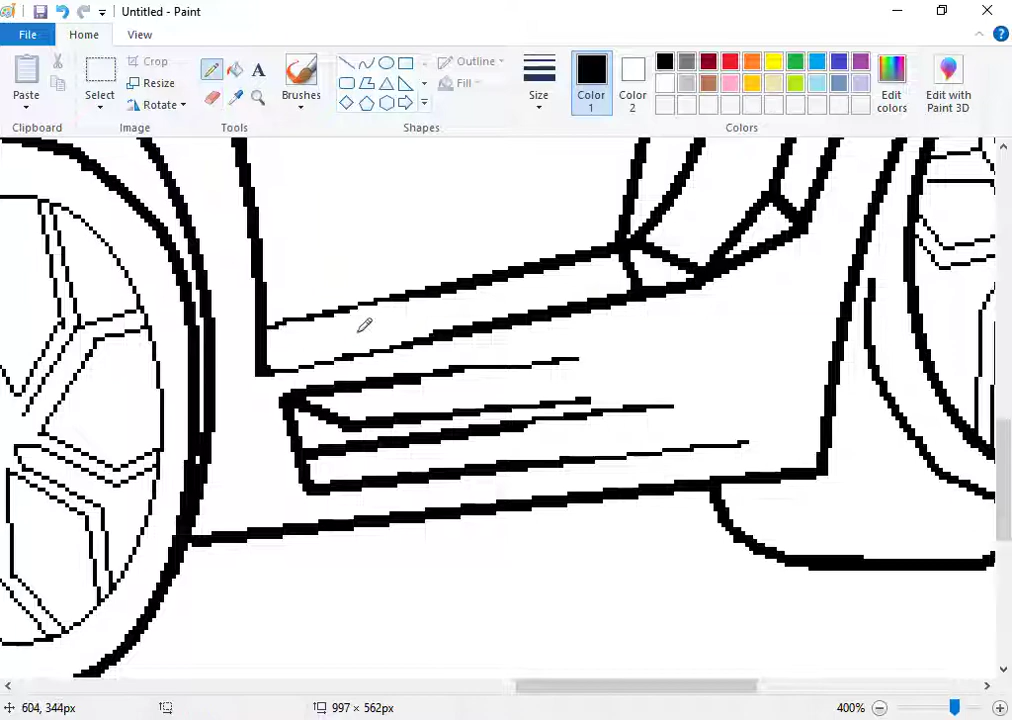 Untitled - Paint
File
Home
View
Paste
Clipboard
Select
Crop
Resize
Rotate
Image
A
Tools
Brushes
Outline
Fill
Shapes
Size
Color
1
Color
2
Edit
colors
Colors
Edit with
Paint 3D
?
604, 344px
997 × 562px
400%